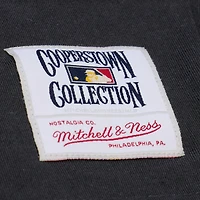 COOPERSTOWN
COLLECTION
NOSTALGIA CO.
Mitchell & Ness
PHILADELPHIA, PA.